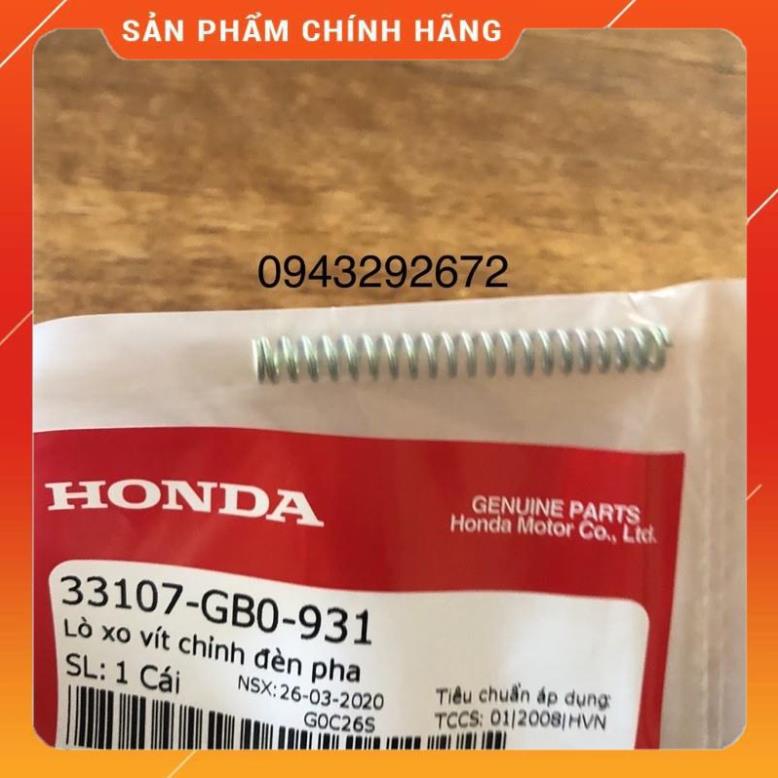 SẢN PHẨM CHÍNH HÃNG
0943292672
HONDA
GENUINE PARTS
Honda Motor Co., Ltd.
33107-GB0-931
Lò xo vít chỉnh đèn pha
SL: 1 Cái
NSX: 26-03-2020
G0C26S
Tiêu chuẩn áp dụng:
TCCS: 01|2008|HVN